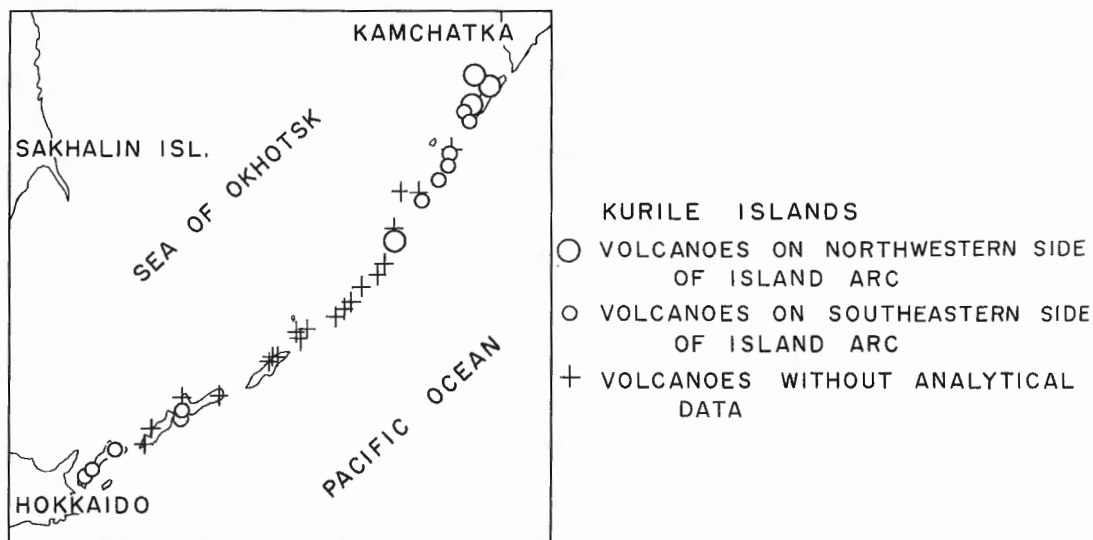 KAMCHATKA
SAKHALIN ISL.
SEA OF OKHOTSK
PACIFIC OCEAN
HOKKAIDO
KURILE ISLANDS
VOLCANOES ON NORTHWESTERN SIDE
OF ISLAND ARC
VOLCANOES ON SOUTHEASTERN SIDE
OF ISLAND ARC
VOLCANOES WITHOUT ANALYTICAL
DATA